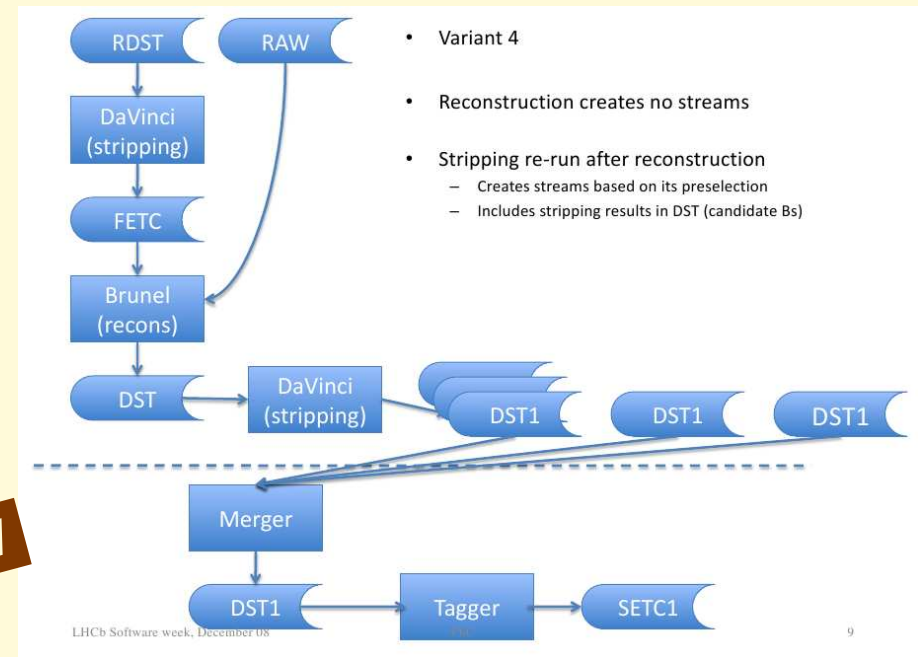 RDST
RAW
• Variant 4
• Reconstruction creates no streams
• Stripping re-run after reconstruction
– Creates streams based on its preselection
– Includes stripping results in DST (candidate Bs)
DaVinci
(stripping)
FETC
Brunel
(recons)
DST
DaVinci
(stripping)
DST1
DST1
DST1
Merger
DST1
Tagger
SETC1
LHCb Software week, December 08
9